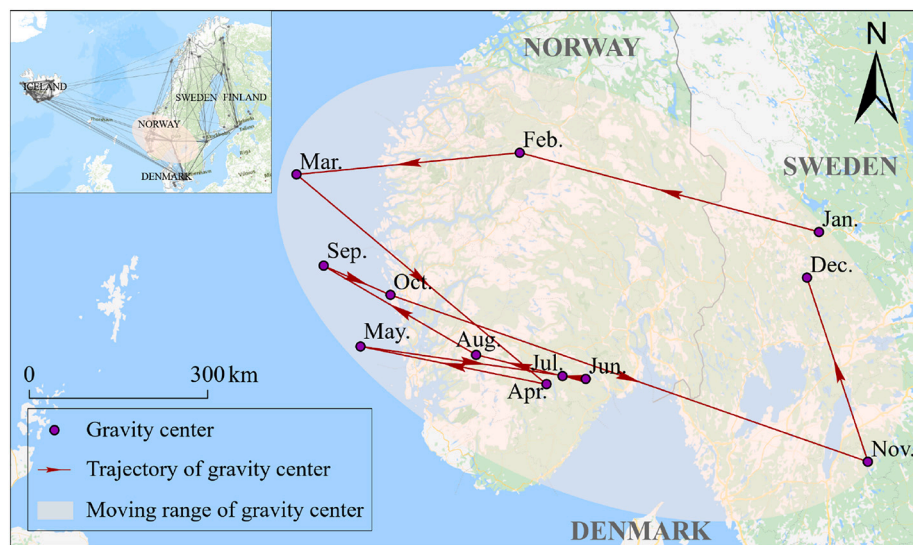 NORWAY
N
ICELAND
SWEDEN
FINLAND
NORWAY
DENMARK
Feb.
Mar.
SWEDEN
Jan.
Sep.
Oct.
Dec.
May.
Aug.
Jul.
Jun.
Apr.
0
300 km
Nov.
Gravity center
Trajectory of gravity center
Moving range of gravity center
DENMARK